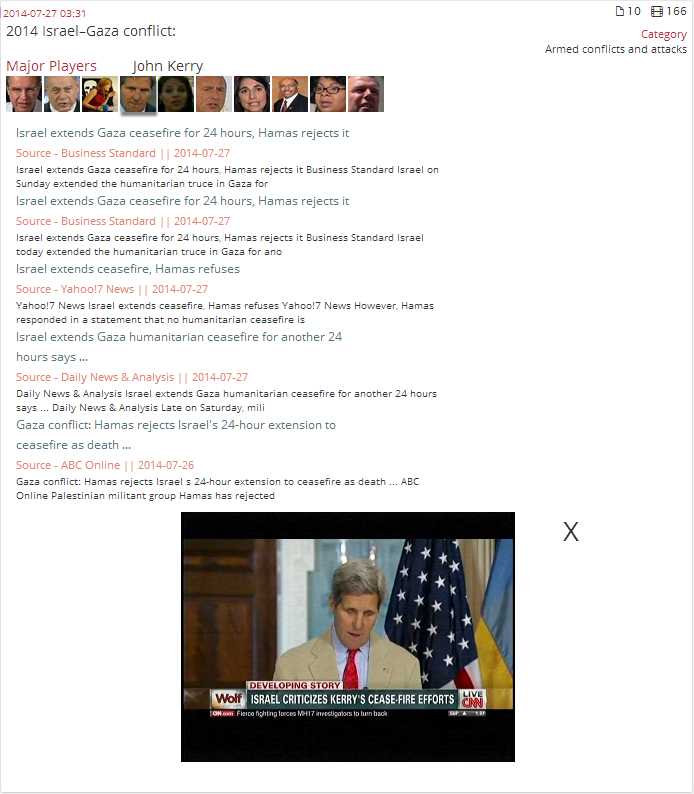 2014-07-27 03:31
10 166
2014 Israel–Gaza conflict:
Category
Armed conflicts and attacks
Major Players John Kerry
Israel extends Gaza ceasefire for 24 hours, Hamas rejects it
Source - Business Standard || 2014-07-27
Israel extends Gaza ceasefire for 24 hours, Hamas rejects it Business Standard Israel on
Sunday extended the humanitarian truce in Gaza for
Israel extends Gaza ceasefire for 24 hours, Hamas rejects it
Source - Business Standard || 2014-07-27
Israel extends Gaza ceasefire for 24 hours, Hamas rejects it Business Standard Israel
today extended the humanitarian truce in Gaza for ano
Israel extends ceasefire, Hamas refuses
Source - Yahoo!7 News || 2014-07-27
Yahoo!7 News Israel extends ceasefire, Hamas refuses Yahoo!7 News However, Hamas
responded in a statement that no humanitarian ceasefire is
Israel extends Gaza humanitarian ceasefire for another 24
hours says ...
Source - Daily News & Analysis || 2014-07-27
Daily News & Analysis Israel extends Gaza humanitarian ceasefire for another 24 hours
says ... Daily News & Analysis Late on Saturday, mili
Gaza conflict: Hamas rejects Israel's 24-hour extension to
ceasefire as death ...
Source - ABC Online || 2014-07-26
Gaza conflict: Hamas rejects Israel s 24-hour extension to ceasefire as death ... ABC
Online Palestinian militant group Hamas has rejected
X
DEVELOPING STORY
Wolf ISRAEL CRITICIZES KERRY'S CEASE-FIRE EFFORTS LIVE CNN
CNN.com Fierce fighting forces MH17 investigators to turn back S&P ▲ 1.97